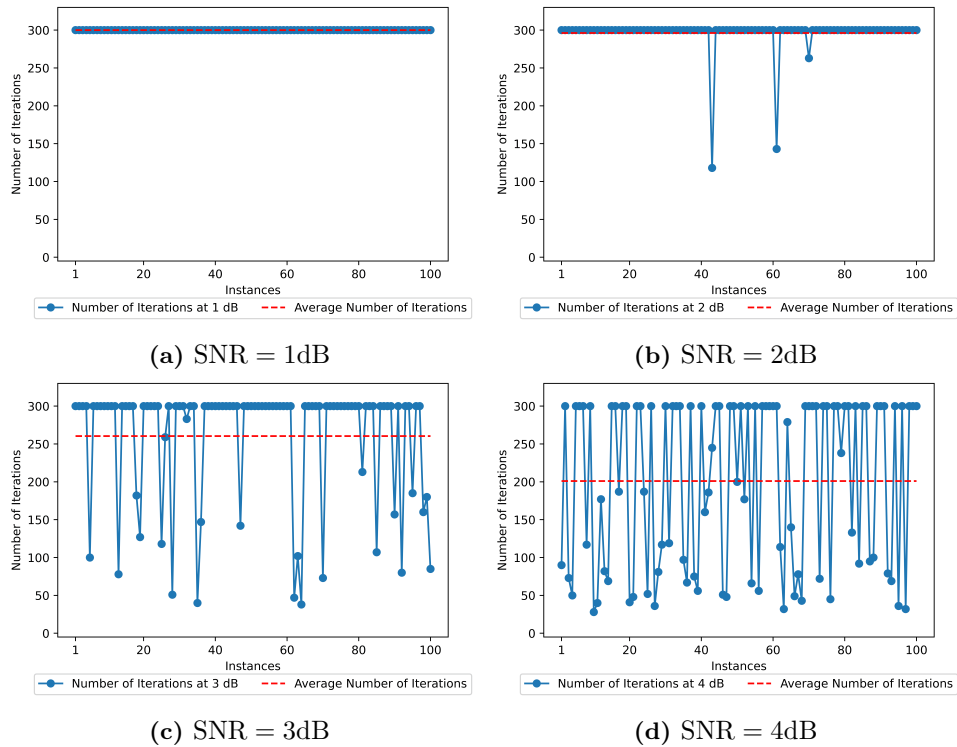 300
250
200
150
100
50
0
Number of Iterations
1 20 40 60 80 100
Instances
Number of Iterations at 1 dB Average Number of Iterations
(a) SNR = 1dB
300
250
200
150
100
50
0
Number of Iterations
1 20 40 60 80 100
Instances
Number of Iterations at 2 dB Average Number of Iterations
(b) SNR = 2dB
300
250
200
150
100
50
0
Number of Iterations
1 20 40 60 80 100
Instances
Number of Iterations at 3 dB Average Number of Iterations
(c) SNR = 3dB
300
250
200
150
100
50
0
Number of Iterations
1 20 40 60 80 100
Instances
Number of Iterations at 4 dB Average Number of Iterations
(d) SNR = 4dB